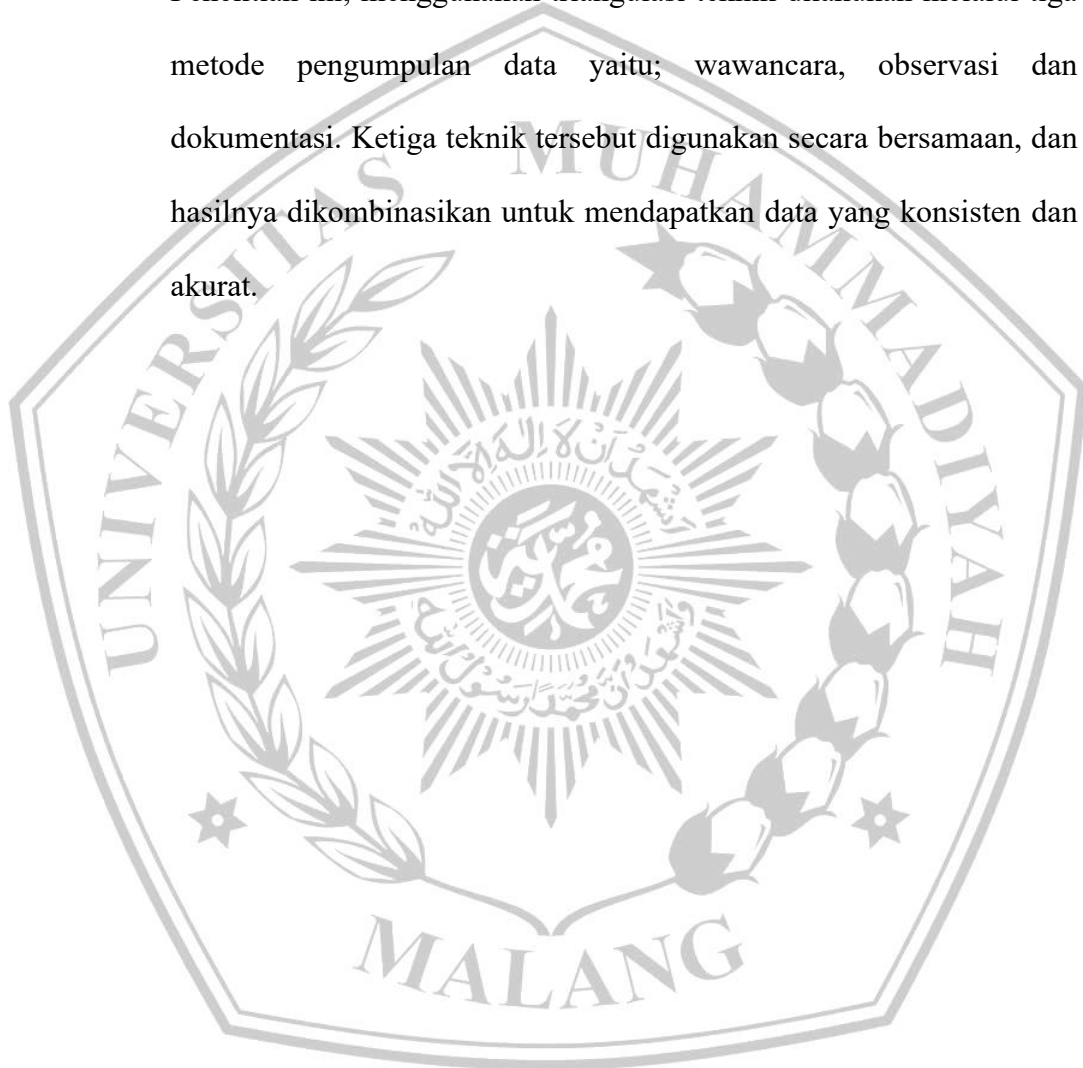 metode pengumpulan data yaitu; wawancara, observasi dan
dokumentasi. Ketiga teknik tersebut digunakan secara bersamaan, dan
hasilnya dikombinasikan untuk mendapatkan data yang konsisten dan
akurat.
UNIVERSITAS MUHAMMADIYAH
MALANG